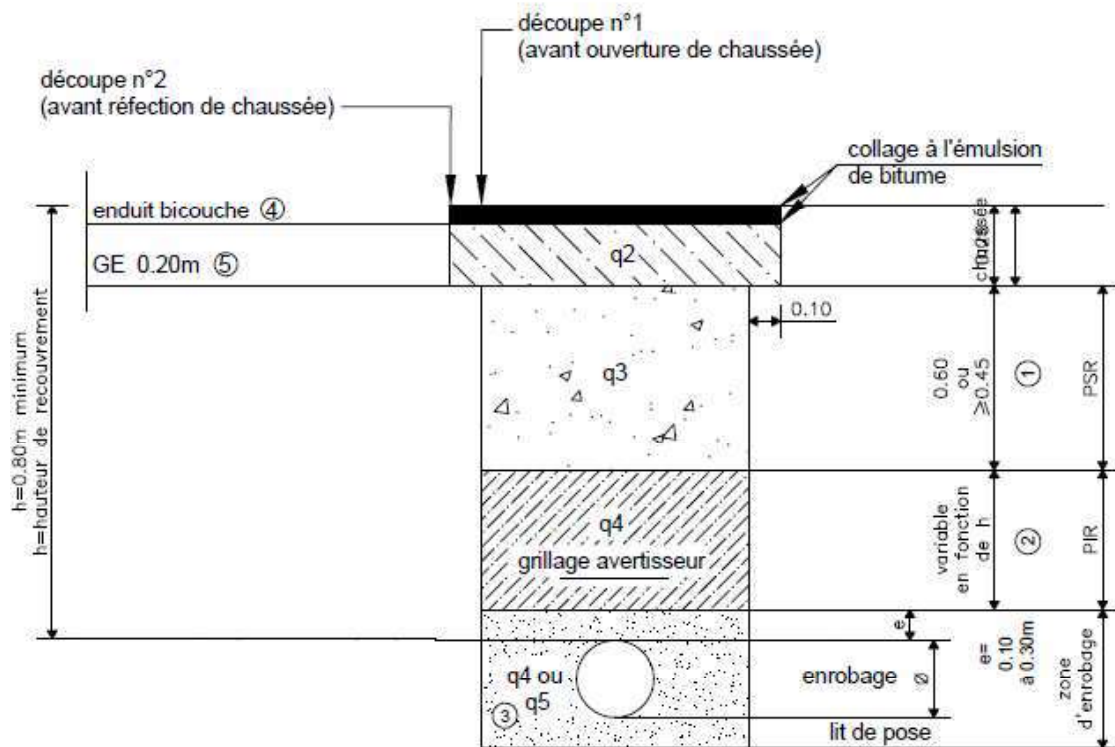 découpe n°1
(avant ouverture de chaussée)
découpe n°2
(avant réfection de chaussée)
collage à l'émulsion
de bitume
enduit bicouche ④
chaussée
q2
GE 0.20m ⑤
0.10
h=0.80m minimum
h=hauteur de recouvrement
q3
0.60
ou
≥0.45
①
PSR
q4
grillage avertisseur
variable
en fonction
de h
②
PIR
e
q4 ou
q5
③
enrobage
Ø
e=
0.10
à 0.30m
zone
d'enrobage
lit de pose